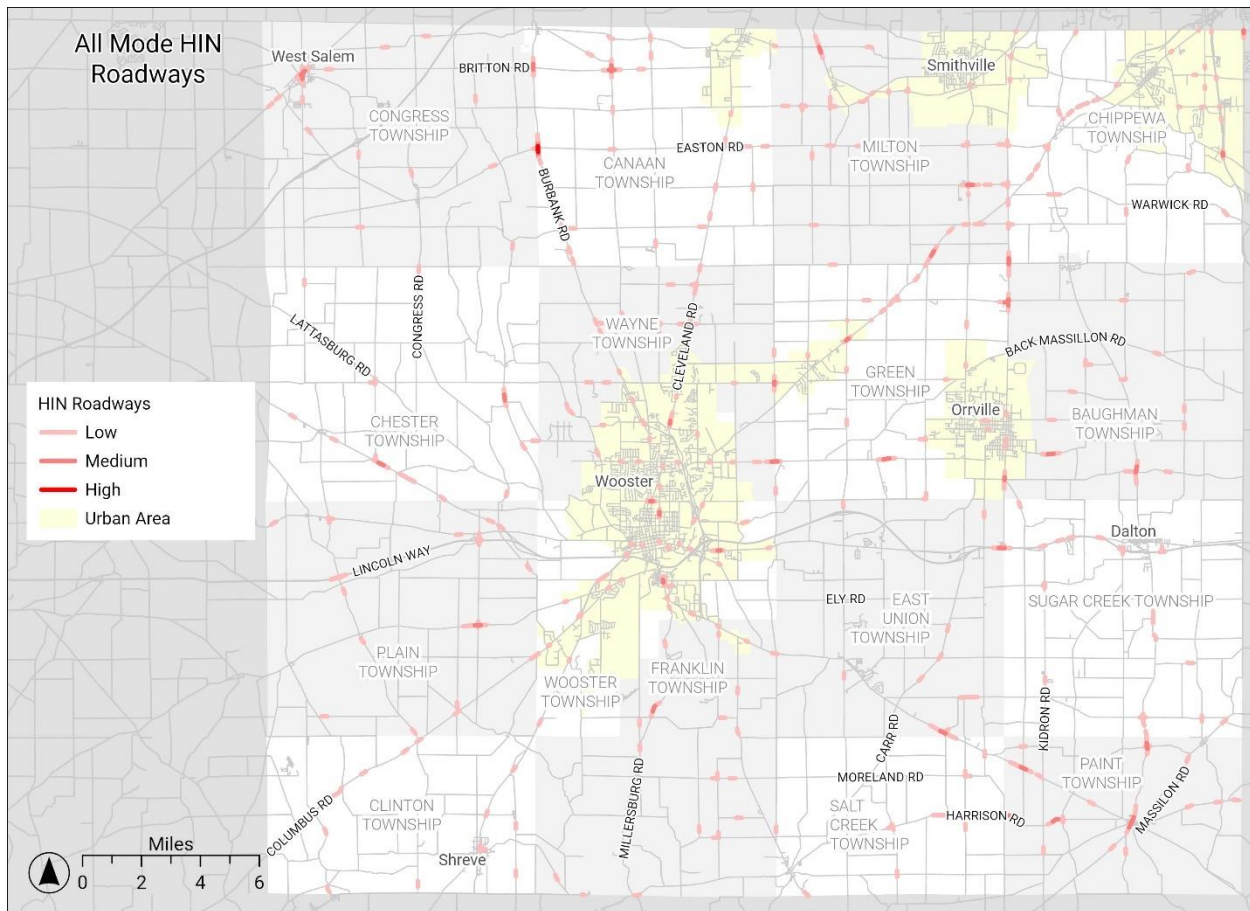 All Mode HIN
Roadways
West Salem
BRITTON RD
Smithville
CONGRESS
TOWNSHIP
CHIPPEWA
TOWNSHIP
CANAAN
TOWNSHIP
EASTON RD
MILTON
TOWNSHIP
BURBANK RD
WARWICK RD
CONGRESS RD
LATTASBURG RD
WAYNE
TOWNSHIP
CLEVELAND RD
BACK MASSILLON RD
GREEN
TOWNSHIP
HIN Roadways
Low
Medium
High
Urban Area
CHESTER
TOWNSHIP
Orrville
BAUGHMAN
TOWNSHIP
Wooster
LINCOLN WAY
Dalton
ELY RD
EAST
UNION
TOWNSHIP
SUGAR CREEK TOWNSHIP
PLAIN
TOWNSHIP
WOOSTER
TOWNSHIP
FRANKLIN
TOWNSHIP
KIDRON RD
CARR RD
MORELAND RD
PAINT
TOWNSHIP
MASSILON RD
COLUMBUS RD
CLINTON
TOWNSHIP
MILLERSBURG RD
SALT
CREEK
TOWNSHIP
HARRISON RD
Shreve
Miles
0 2 4 6